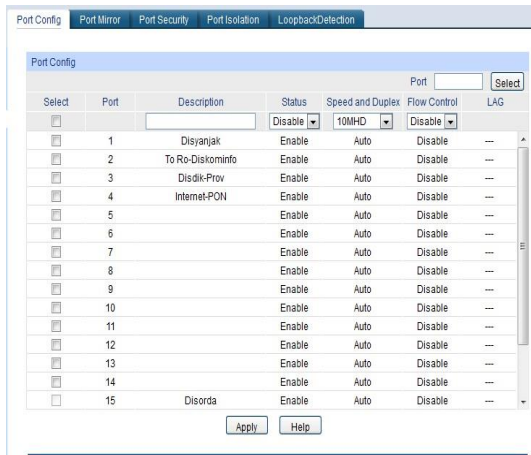 Port Config Port Mirror Port Security Port Isolation LoopbackDetection
Port Config
Port Select
Select Port Description Status Speed and Duplex Flow Control LAG
Disable 10MHD Disable
1 Disyanjak Enable Auto Disable ---
2 To Ro-Diskominfo Enable Auto Disable ---
3 Disdik-Prov Enable Auto Disable ---
4 Internet-PON Enable Auto Disable ---
5 Enable Auto Disable ---
6 Enable Auto Disable ---
7 Enable Auto Disable ---
8 Enable Auto Disable ---
9 Enable Auto Disable ---
10 Enable Auto Disable ---
11 Enable Auto Disable ---
12 Enable Auto Disable ---
13 Enable Auto Disable ---
14 Enable Auto Disable ---
15 Disorda Enable Auto Disable ---
Apply Help